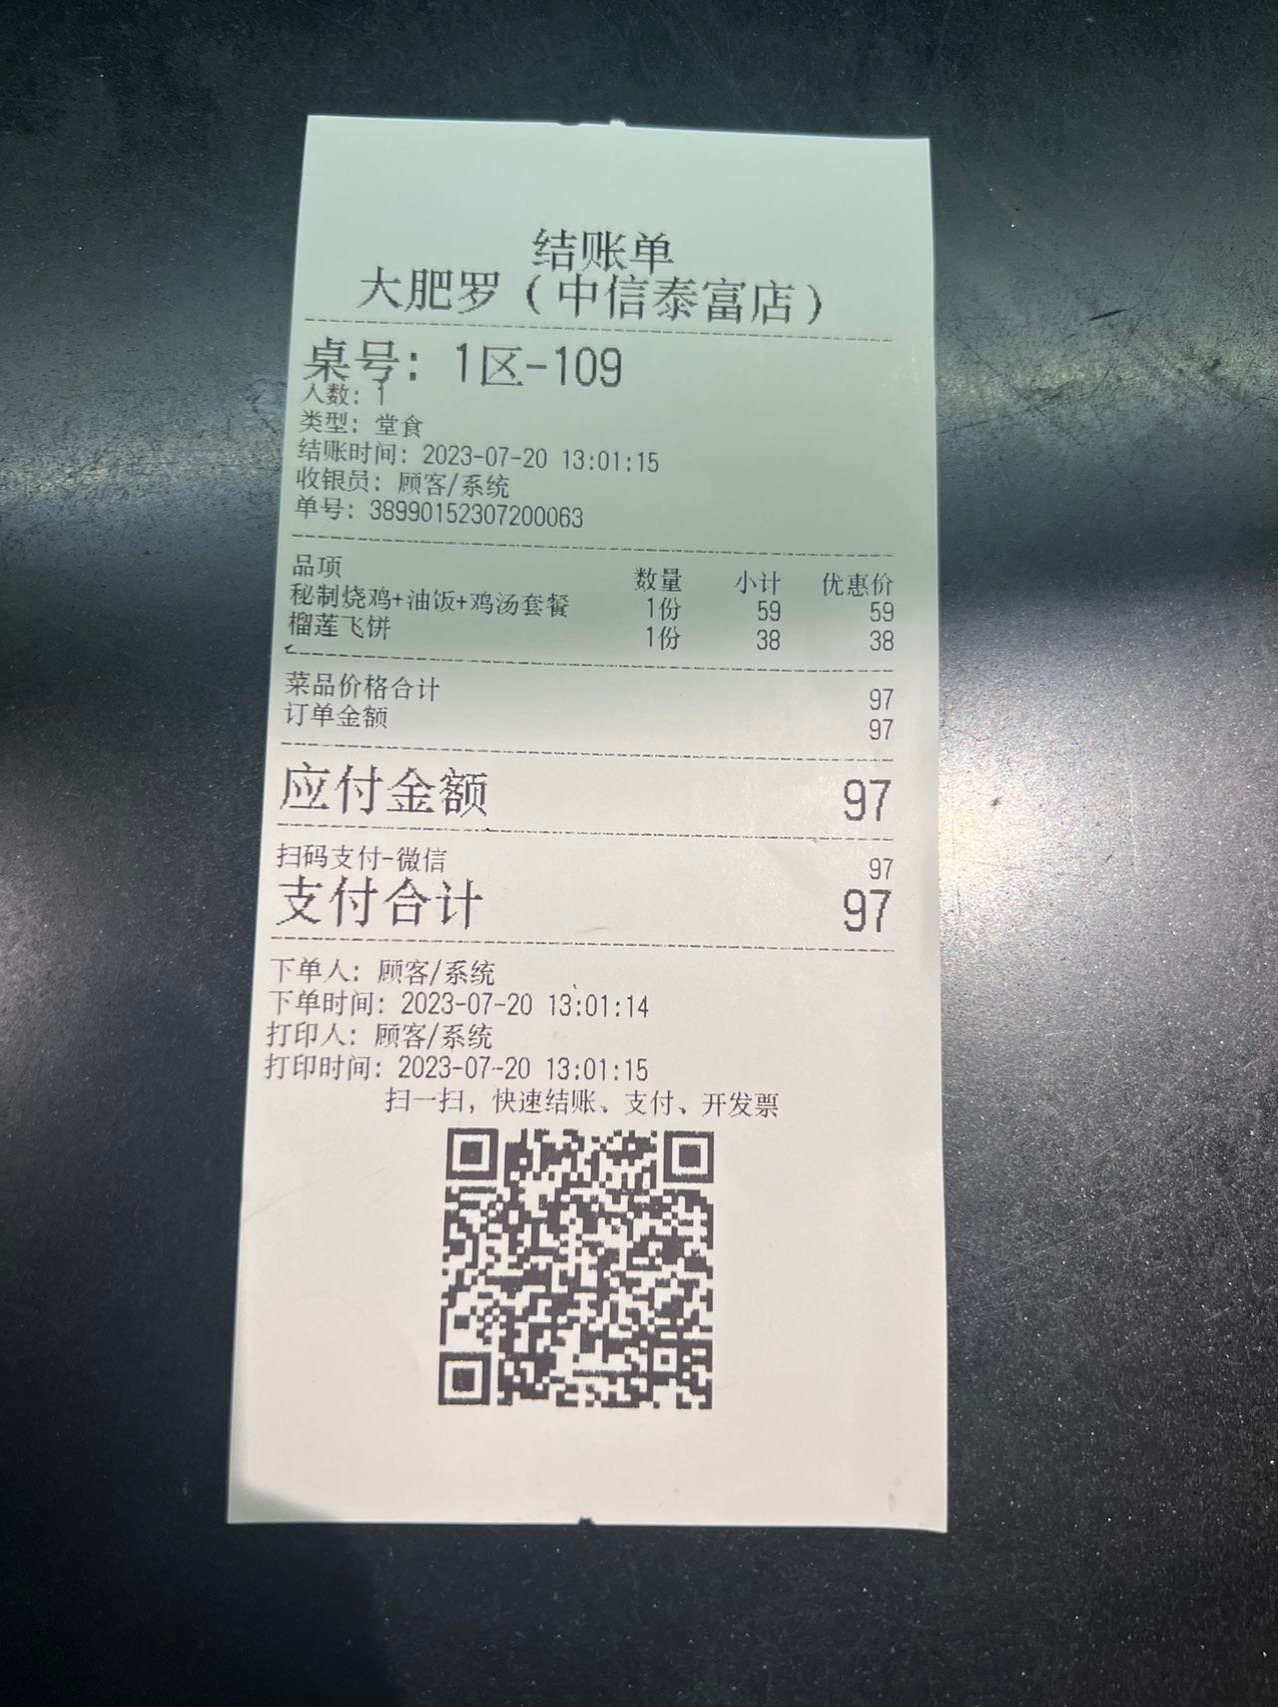 结账单
大肥罗（中信泰富店）
桌号：1区-109
人数：1
类型：堂食
结账时间：2023-07-20 13:01:15
收银员：顾客/系统
单号：38990152307200063
品项 数量 小计 优惠价
秘制烧鸡+油饭+鸡汤套餐 1份 59 59
榴莲飞饼 1份 38 38
菜品价格合计 97
订单金额 97
应付金额 97
扫码支付-微信 97
支付合计 97
下单人：顾客/系统
下单时间：2023-07-20 13:01:14
打印人：顾客/系统
打印时间：2023-07-20 13:01:15
扫一扫，快速结账、支付、开发票